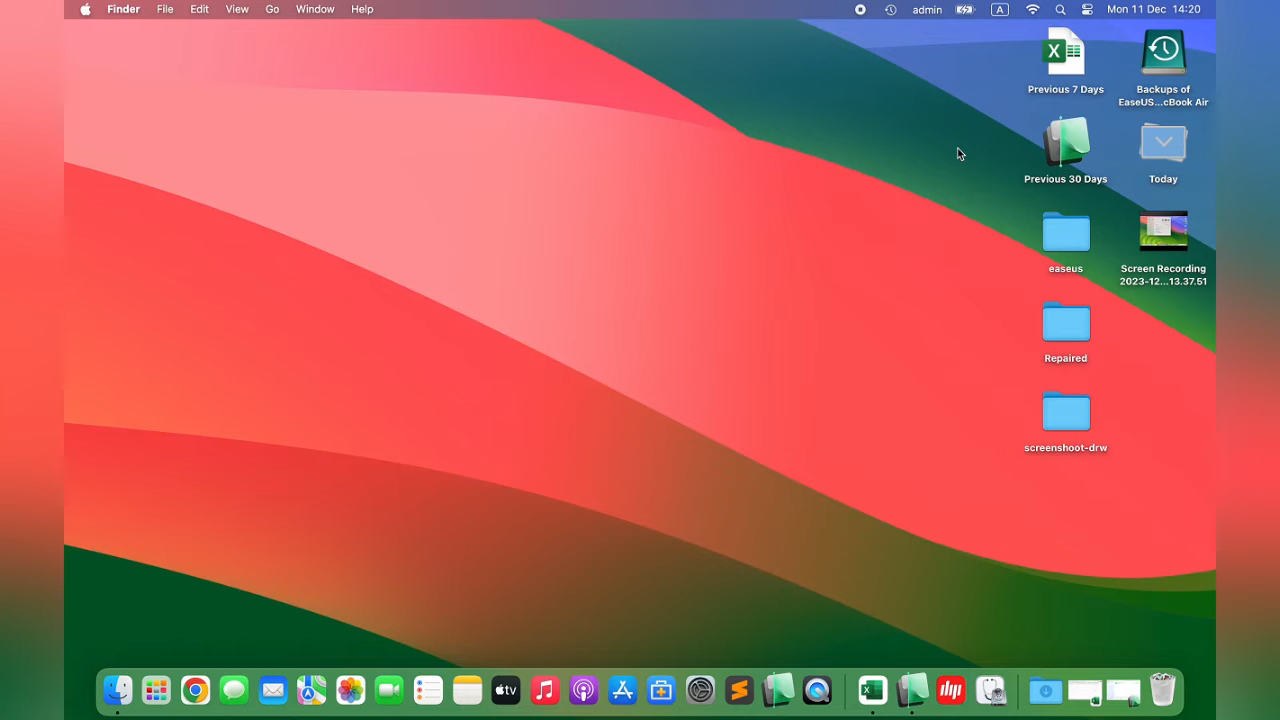 Finder File Edit View Go Window Help admin A Mon 11 Dec 14:20
Previous 7 Days
Backups of
EaseUS...cBook Air
Previous 30 Days
Today
easeus
Screen Recording
2023-12...13.37.51
Repaired
screenshoot-drw
tv